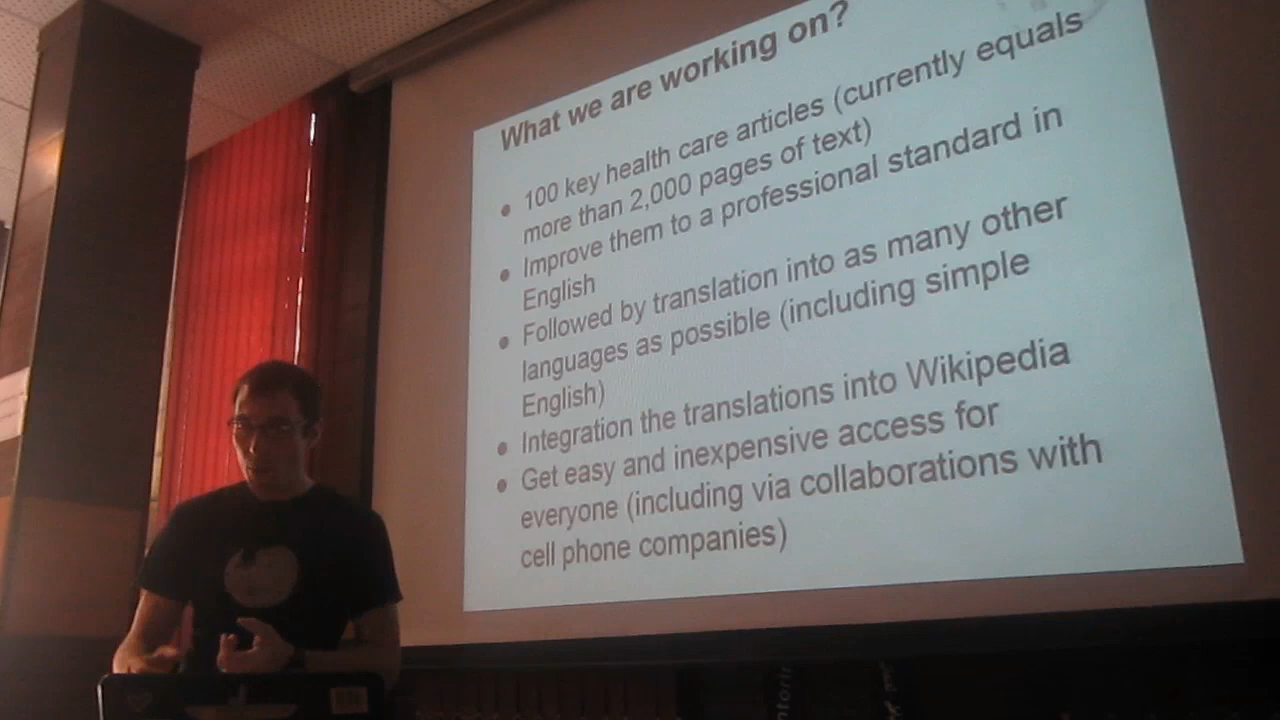 What we are working on?
• 100 key health care articles (currently equals
more than 2,000 pages of text)
• Improve them to a professional standard in
English
• Followed by translation into as many other
languages as possible (including simple
English)
• Integration the translations into Wikipedia
• Get easy and inexpensive access for
everyone (including via collaborations with
cell phone companies)